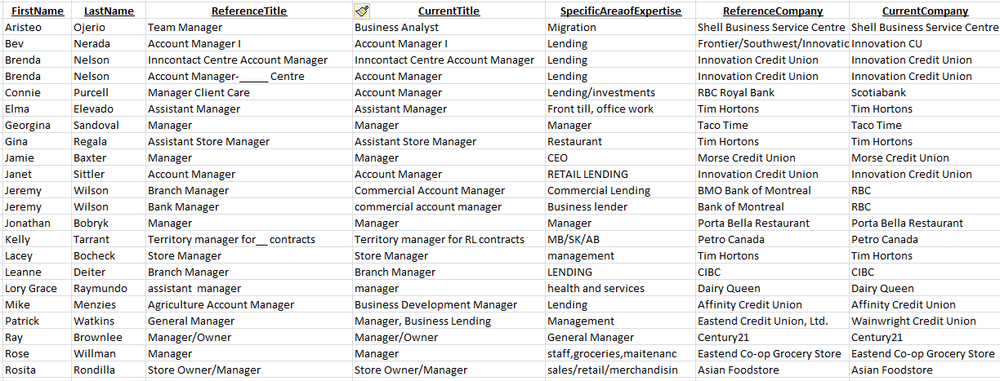 FirstName LastName ReferenceTitle CurrentTitle SpecificAreaofExpertise ReferenceCompany CurrentCompany
Aristeo Ojerio Team Manager Business Analyst Migration Shell Business Service Centre Shell Business Service Centre
Bev Nerada Account Manager I Account Manager I Lending Frontier/Southwest/Innovatic Innovation CU
Brenda Nelson Inncontact Centre Account Manager Inncontact Centre Account Manager Lending Innovation Credit Union Innovation Credit Union
Brenda Nelson Account Manager-_____ Centre Account Manager Lending Innovation Credit Union Innovation Credit Union
Connie Purcell Manager Client Care Account Manager Lending/investments RBC Royal Bank Scotiabank
Elma Elevado Assistant Manager Assistant Manager Front till, office work Tim Hortons Tim Hortons
Georgina Sandoval Manager Manager Manager Taco Time Taco Time
Gina Regala Assistant Store Manager Assistant Store Manager Restaurant Tim Hortons Tim Hortons
Jamie Baxter Manager Manager CEO Morse Credit Union Morse Credit Union
Janet Sittler Account Manager Account Manager RETAIL LENDING Innovation Credit Union Innovation Credit Union
Jeremy Wilson Branch Manager Commercial Account Manager Commercial Lending BMO Bank of Montreal RBC
Jeremy Wilson Bank Manager commercial account manager Business lender Bank of Montreal RBC
Jonathan Bobryk Manager Manager Manager Porta Bella Restaurant Porta Bella Restaurant
Kelly Tarrant Territory manager for__ contracts Territory manager for RL contracts MB/SK/AB Petro Canada Petro Canada
Lacey Bocheck Store Manager Store Manager management Tim Hortons Tim Hortons
Leanne Deiter Branch Manager Branch Manager LENDING CIBC CIBC
Lory Grace Raymundo assistant manager manager health and services Dairy Queen Dairy Queen
Mike Menzies Agriculture Account Manager Business Development Manager Lending Affinity Credit Union Affinity Credit Union
Patrick Watkins General Manager Manager, Business Lending Management Eastend Credit Union, Ltd. Wainwright Credit Union
Ray Brownlee Manager/Owner Manager/Owner General Manager Century21 Century21
Rose Willman Manager Manager staff,groceries,maitenanc Eastend Co-op Grocery Store Eastend Co-op Grocery Store
Rosita Rondilla Store Owner/Manager Store Owner/Manager sales/retail/merchandisin Asian Foodstore Asian Foodstore